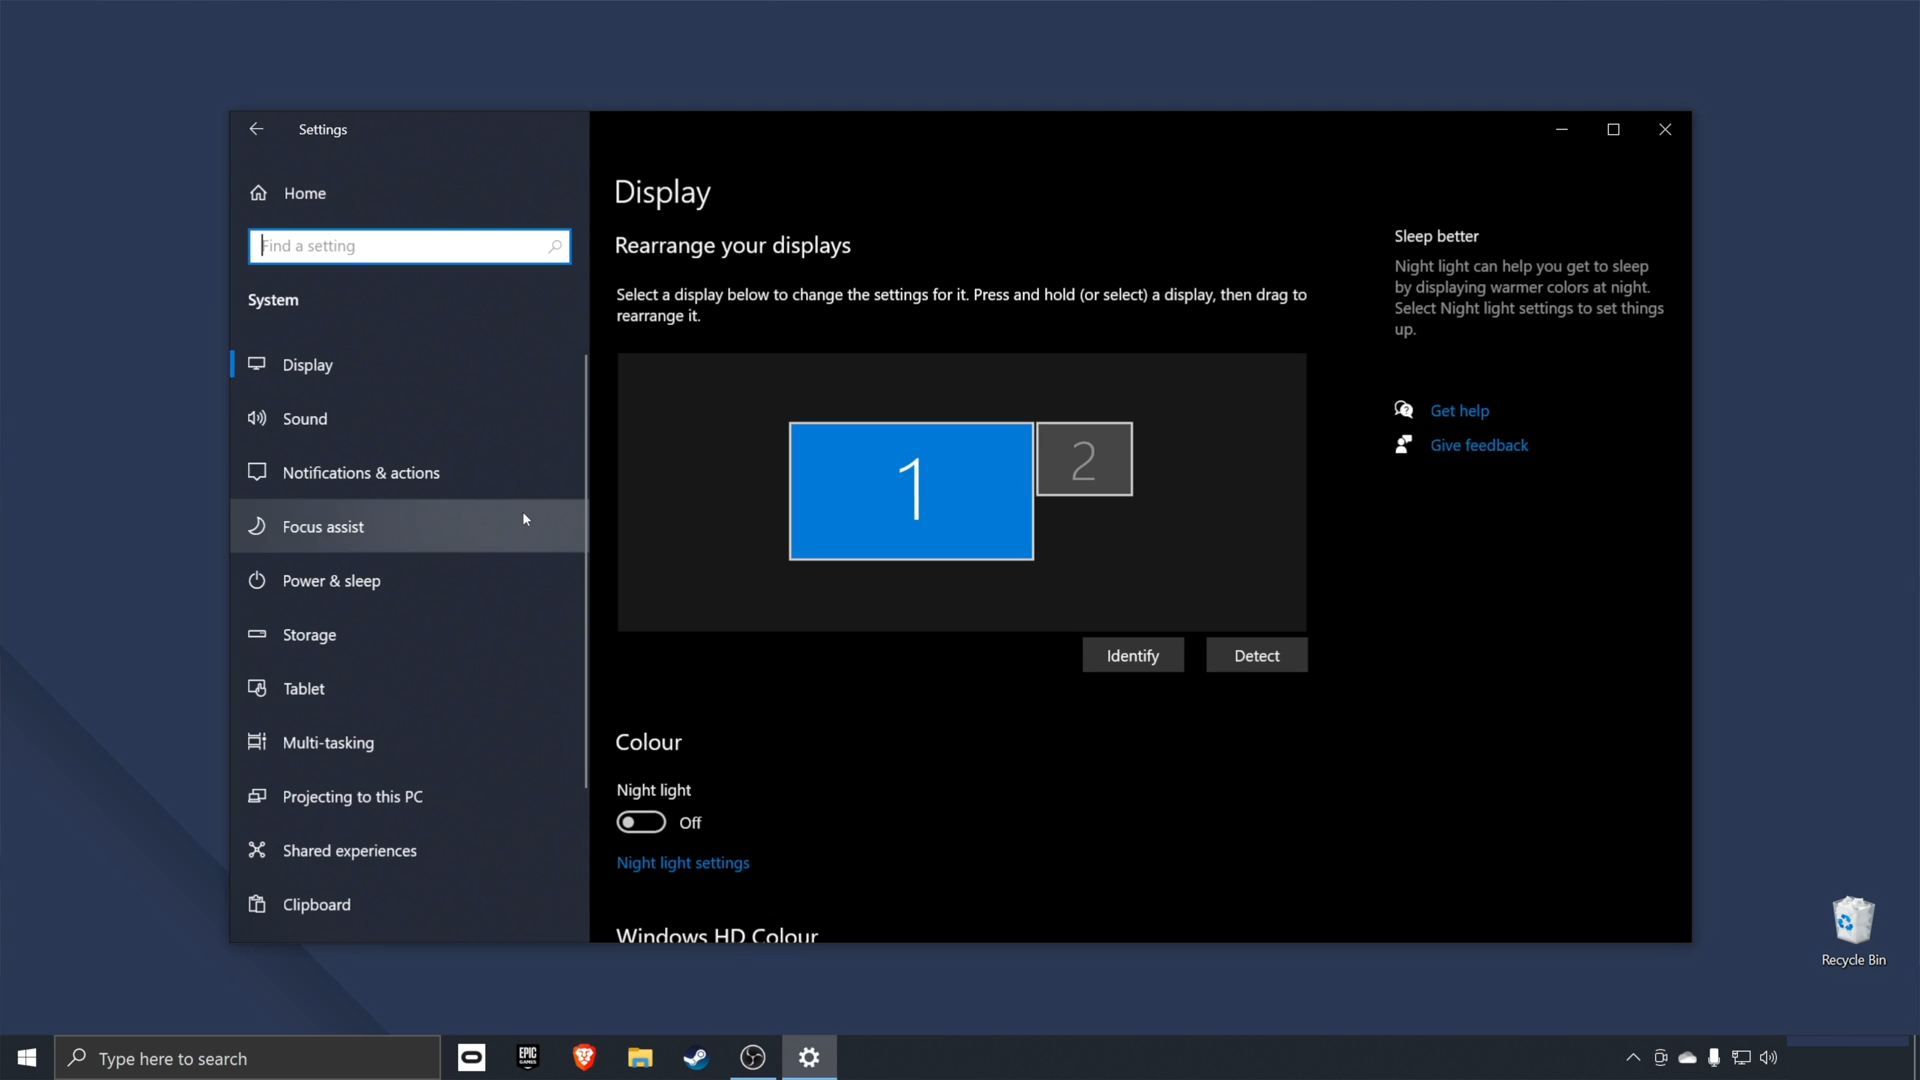 Settings
Home
Find a setting
System
Display
Sound
Notifications & actions
Focus assist
Power & sleep
Storage
Tablet
Multi-tasking
Projecting to this PC
Shared experiences
Clipboard
Display
Rearrange your displays
Select a display below to change the settings for it. Press and hold (or select) a display, then drag to
rearrange it.
1
2
Identify
Detect
Colour
Night light
Off
Night light settings
Windows HD Colour
Sleep better
Night light can help you get to sleep
by displaying warmer colors at night.
Select Night light settings to set things
up.
Get help
Give feedback
Recycle Bin
Type here to search
EPIC
GAMES